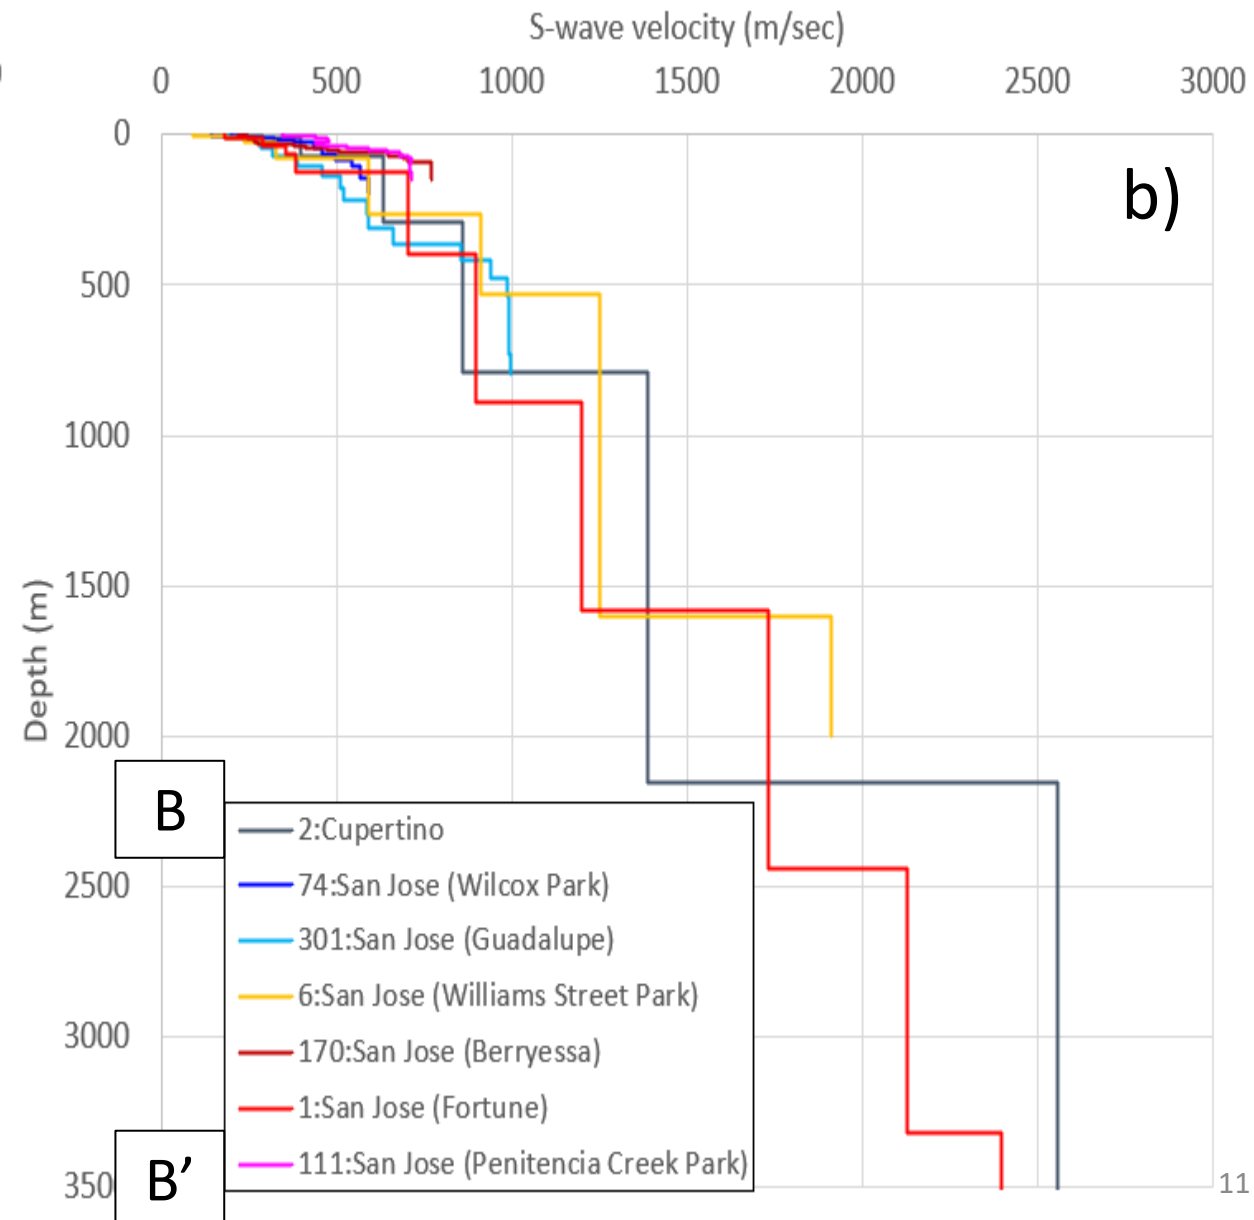 S-wave velocity (m/sec)
0 500 1000 1500 2000 2500 3000
0
b)
500
1000
1500
Depth (m)
2000
B
2:Cupertino
74:San Jose (Wilcox Park)
2500
301:San Jose (Guadalupe)
6:San Jose (Williams Street Park)
3000
170:San Jose (Berryessa)
1:San Jose (Fortune)
B’
111:San Jose (Penitencia Creek Park)
350
11